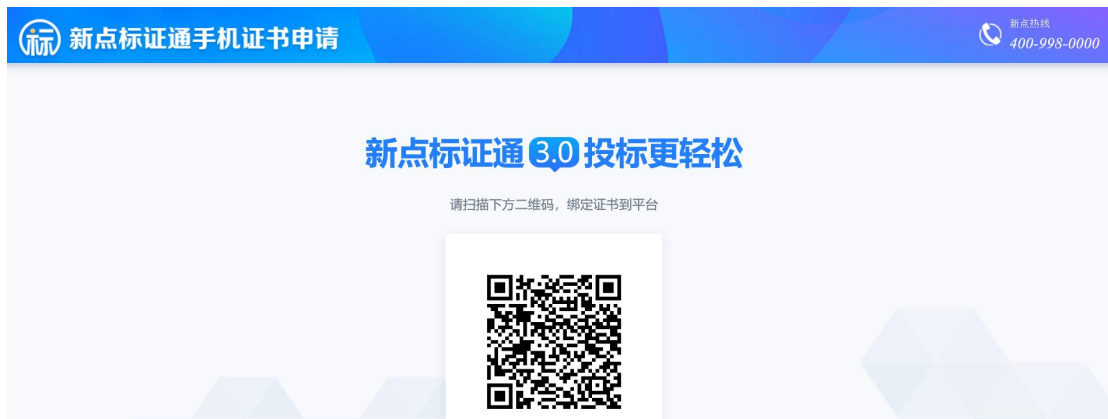 标 新点标证通手机证书申请
新点热线
400-998-0000
新点标证通 3.0 投标更轻松
请扫描下方二维码，绑定证书到平台